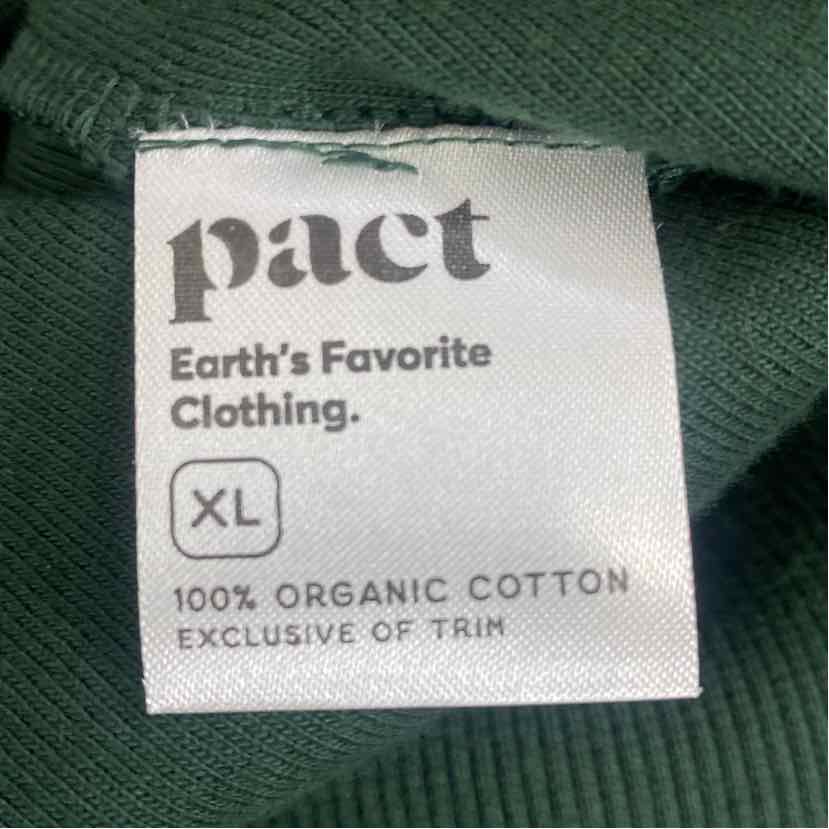 pact
Earth's Favorite
Clothing.
XL
100% ORGANIC COTTON
EXCLUSIVE OF TRIM